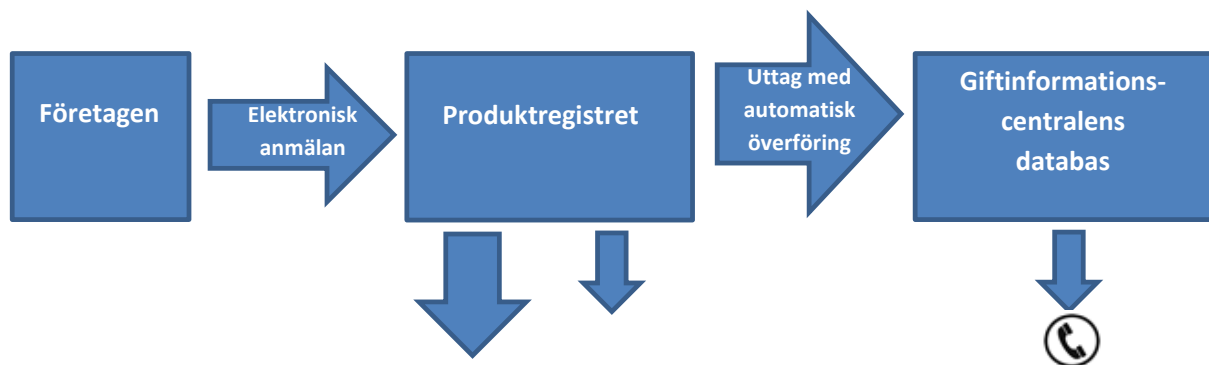 Företagen
Elektronisk
anmälan
Produktregistret
Uttag med
automatisk
överföring
Giftinformations-
centralens
databas